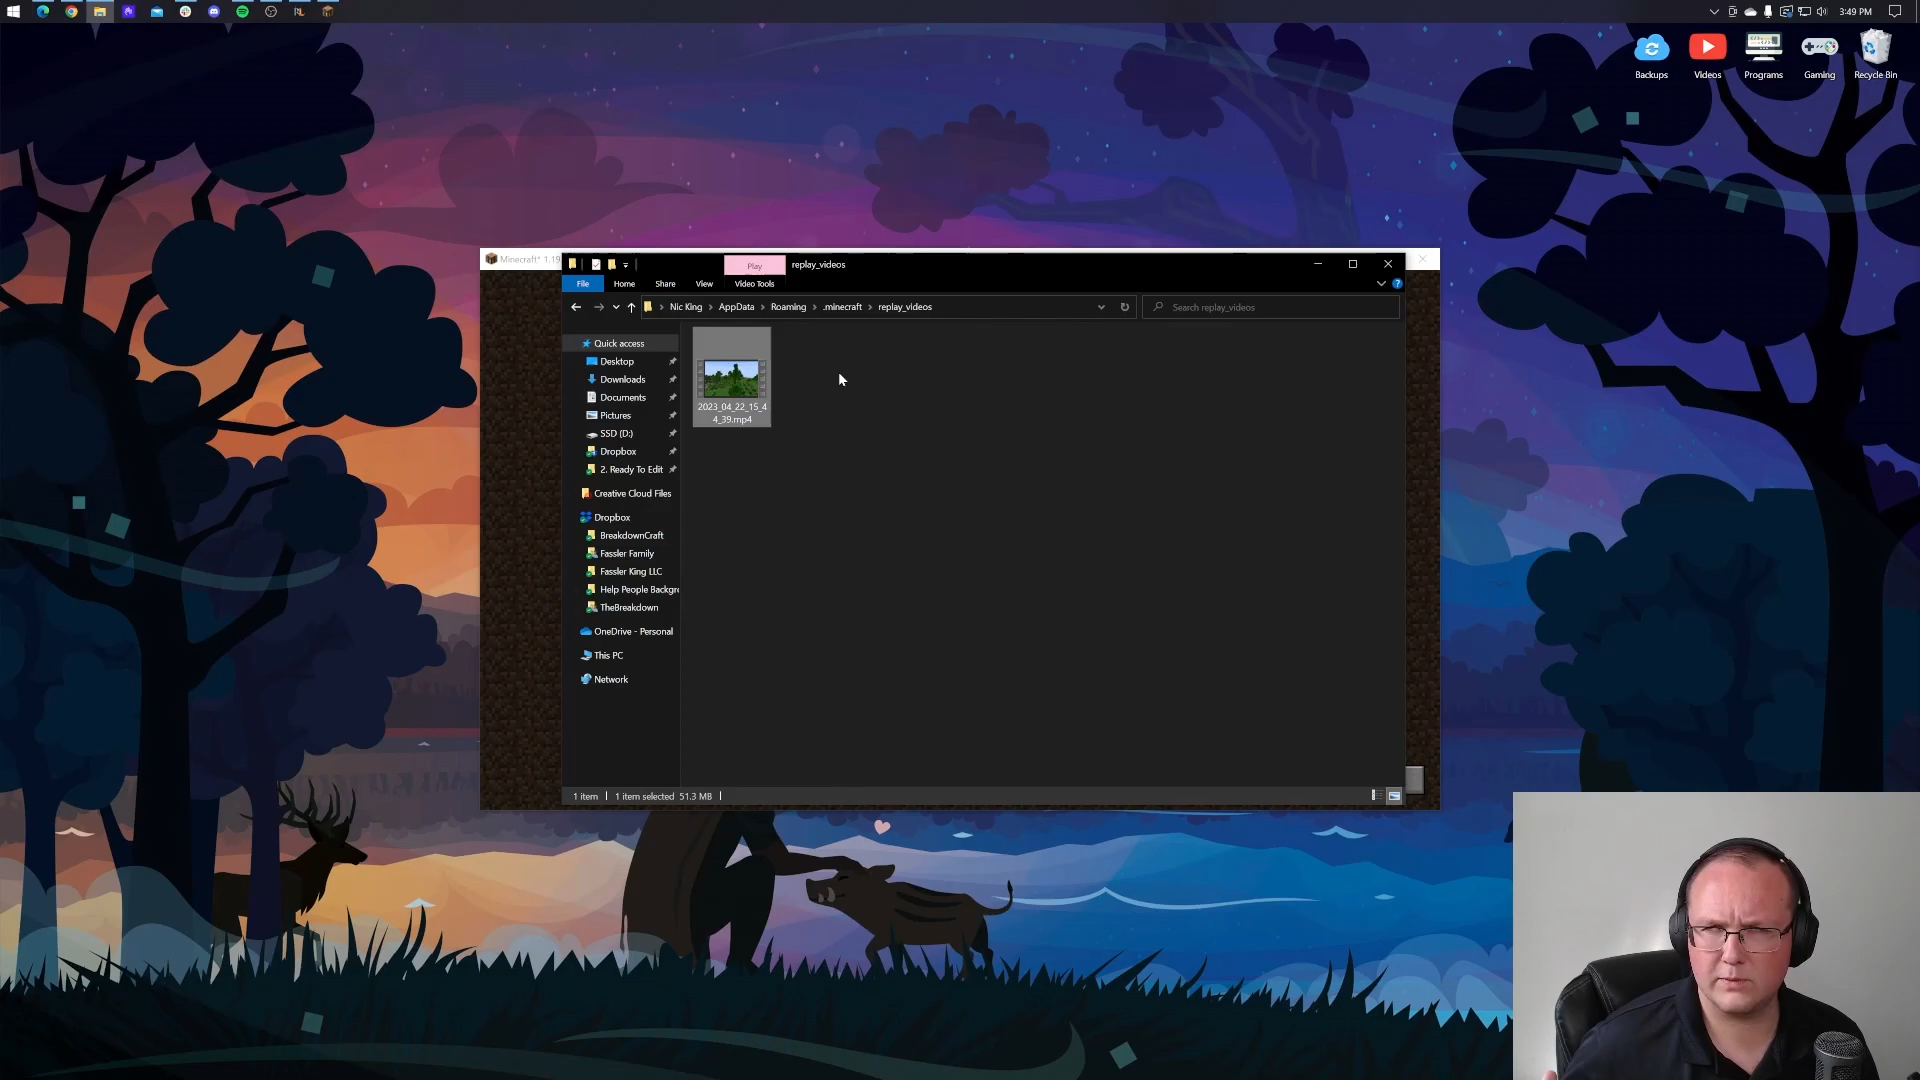 3:49 PM
Backups
Videos
Programs
Gaming
Recycle Bin
Minecraft* 1.19
Play
replay_videos
File
Home
Share
View
Video Tools
Nic King
AppData
Roaming
.minecraft
replay_videos
Search replay_videos
Quick access
Desktop
Downloads
Documents
Pictures
SSD (D:)
Dropbox
2. Ready To Edit
Creative Cloud Files
Dropbox
BreakdownCraft
Fassler Family
Fassler King LLC
Help People Backgr
TheBreakdown
OneDrive - Personal
This PC
Network
2023_04_22_15_4
4_39.mp4
1 item
1 item selected 51.3 MB